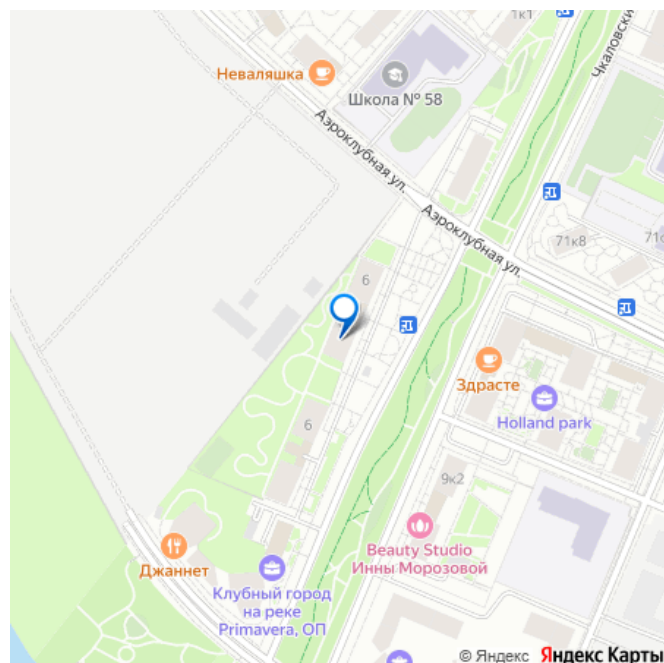 1к1
Чкаловски
Неваляшка
Школа № 58
Аэроклубная ул.
Аэроклубная ул.
71к8
71с
6
Здрасте
Holland park
6
9к2
Beauty Studio
Инны Морозовой
Джаннет
Клубный город
на реке
Primavera, ОП
© Яндекс Яндекс Карты